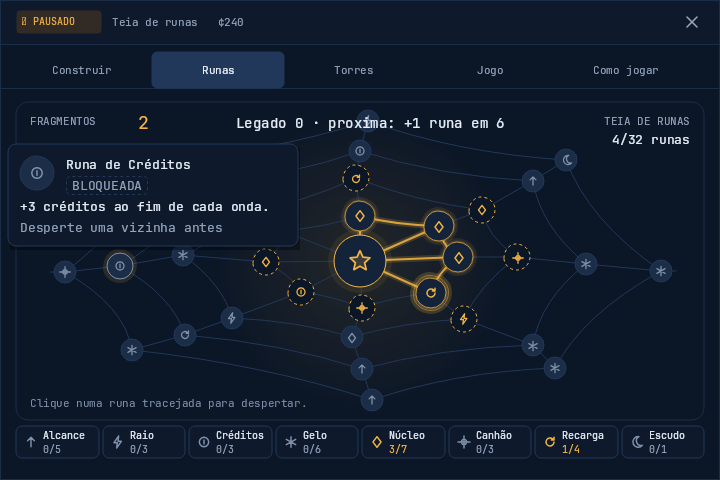 PAUSADO Teia de runas $240
Construir Runas Torres Jogo Como jogar
FRAGMENTOS 2 Legado 0 · proxima: +1 runa em 6 TEIA DE RUNAS
4/32 runas
Runa de Créditos
BLOQUEADA
+3 créditos ao fim de cada onda.
Desperte uma vizinha antes
Clique numa runa tracejada para despertar.
Alcance 0/5
Raio 0/3
Créditos 0/3
Gelo 0/6
Núcleo 3/7
Canhão 0/3
Recarga 1/4
Escudo 0/1